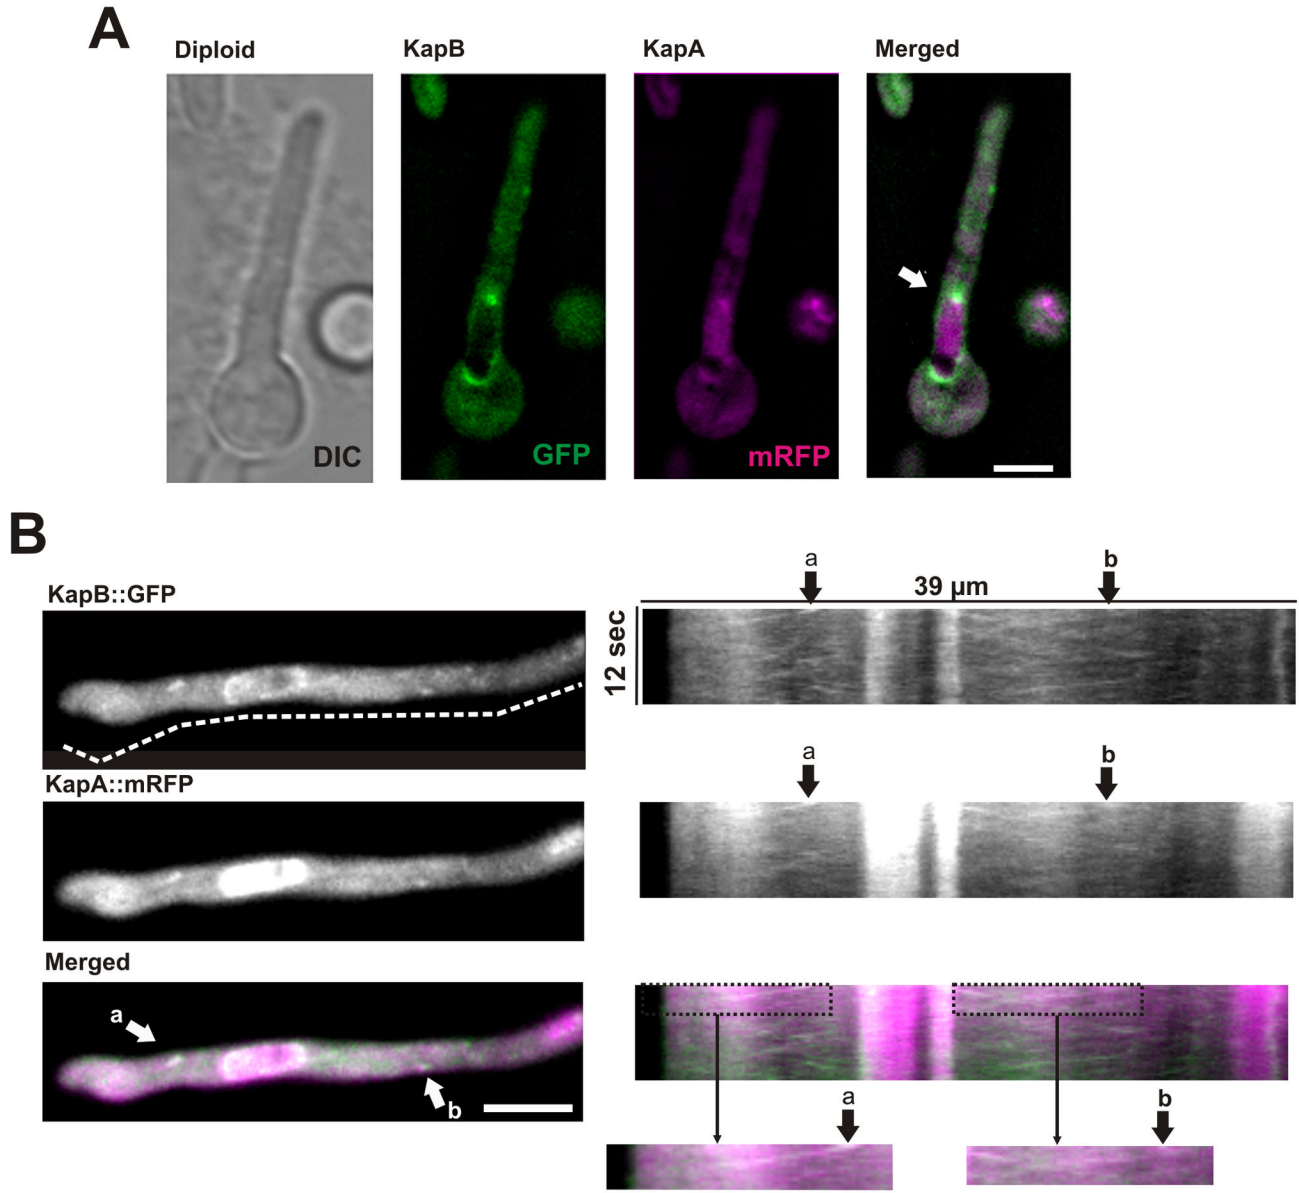 A
Diploid
KapB
KapA
Merged
DIC
GFP
mRFP
B
KapB::GFP
a
b
39 µm
12 sec
KapA::mRFP
a
b
Merged
a
b
a
b